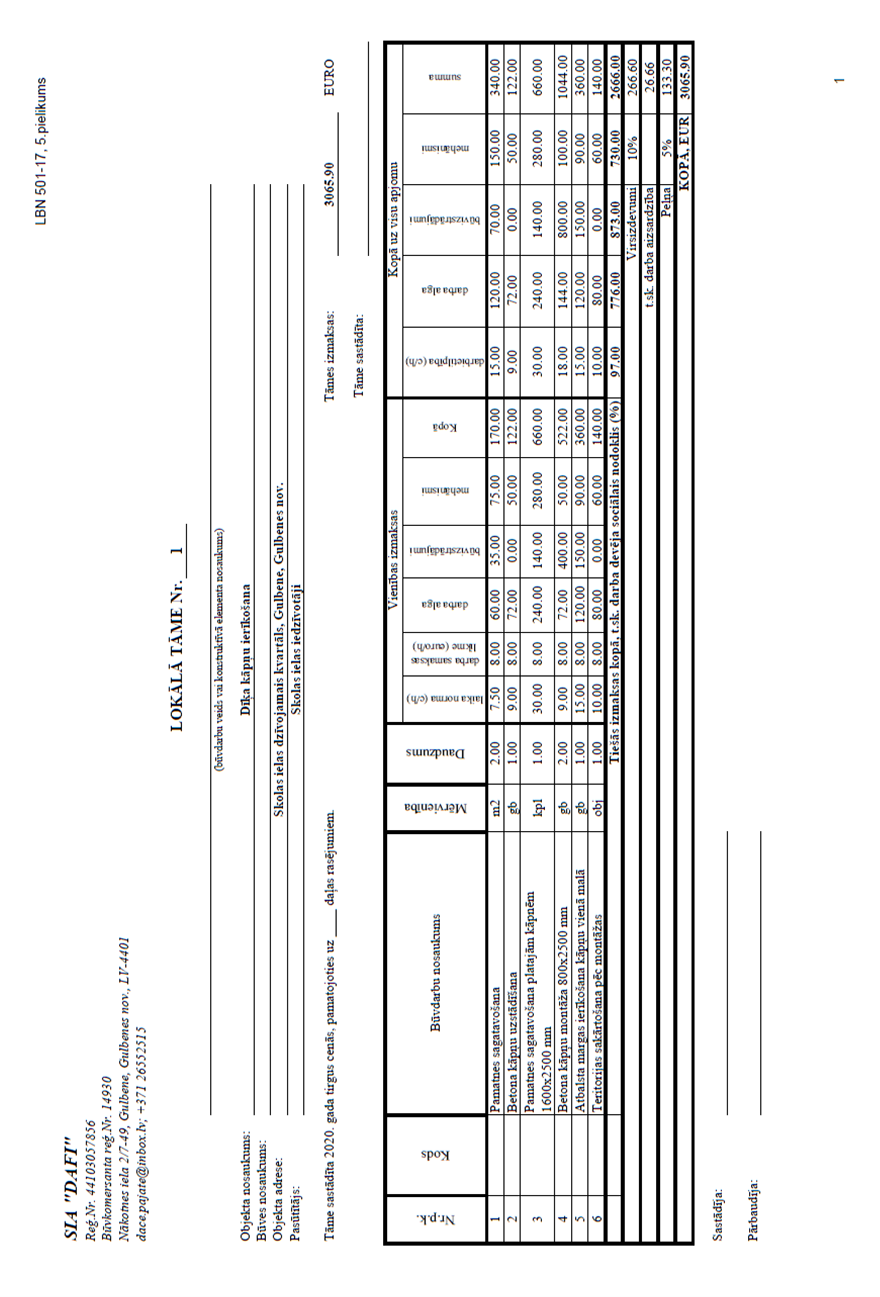 LBN 501-17, 5.pielikums
SIA "DAFI"
Reģ.Nr. 44103057856
Būvkomersanta reģ.Nr. 14930
Nākotnes iela 2/7-49, Gulbene, Gulbenes nov., LV-4401
dace.pajate@inbox.lv; +371 26552515
LOKĀLĀ TĀME Nr. 1
(būvdarbu veids vai konstruktīvā elementa nosaukums)
Objekta nosaukums: Dīķa kāpņu ierīkošana
Būves nosaukums:
Objekta adrese: Skolas ielas dzīvojamais kvartāls, Gulbene, Gulbenes nov.
Pasūtītājs: Skolas ielas iedzīvotāji
Tāme sastādīta 2020. gada tirgus cenās, pamatojoties uz ____ daļas rasējumiem. Tāmes izmaksas: 3065.90 EURO
Tāme sastādīta:
Nr.p.k. Kods Būvdarbu nosaukums Mērvienība Daudzums Vienības izmaksas Kopā uz visu apjomu
laika norma (c/h) darba samaksas likme (euro/h) darba alga būvizstrādājumi mehānismi Kopā darbietilpība (c/h) darba alga būvizstrādājumi mehānismi summa
1 Pamatnes sagatavošana m2 2.00 7.50 8.00 60.00 35.00 75.00 170.00 15.00 120.00 70.00 150.00 340.00
2 Betona kāpņu uzstādīšana gb 1.00 9.00 8.00 72.00 0.00 50.00 122.00 9.00 72.00 0.00 50.00 122.00
3 Pamatnes sagatavošana platajām kāpnēm 1600x2500 mm kpl 1.00 30.00 8.00 240.00 140.00 280.00 660.00 30.00 240.00 140.00 280.00 660.00
4 Betona kāpņu montāža 800x2500 mm gb 2.00 9.00 8.00 72.00 400.00 50.00 522.00 18.00 144.00 800.00 100.00 1044.00
5 Atbalsta margas ierīkošana kāpņu vienā malā gb 1.00 15.00 8.00 120.00 150.00 90.00 360.00 15.00 120.00 150.00 90.00 360.00
6 Teritorijas sakārtošana pēc montāžas obj 1.00 10.00 8.00 80.00 0.00 60.00 140.00 10.00 80.00 0.00 60.00 140.00
Tiešās izmaksas kopā, t.sk. darba devēja sociālais nodoklis (%) 97.00 776.00 873.00 730.00 2666.00
Virsizdevumi 10% 266.60
t.sk. darba aizsardzība 26.66
Peļņa 5% 133.30
KOPĀ, EUR 3065.90
Sastādīja:
Pārbaudīja:
1